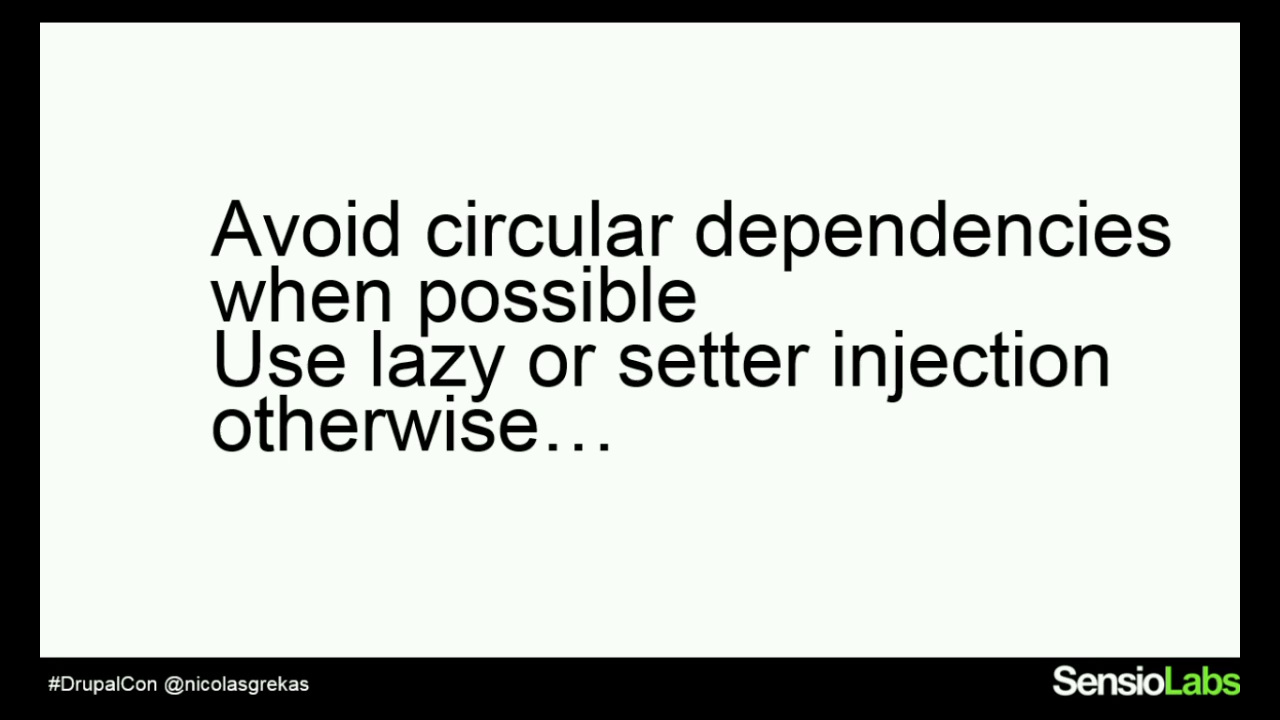 Avoid circular dependencies
when possible
Use lazy or setter injection
otherwise…
#DrupalCon @nicolasgrekas
SensioLabs